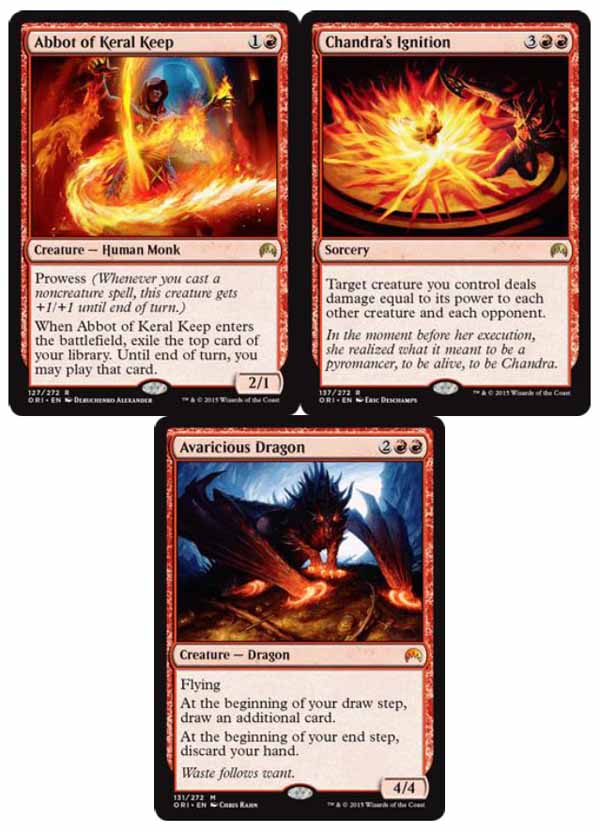 Abbot of Keral Keep 1
Creature — Human Monk
Prowess (Whenever you cast a
noncreature spell, this creature gets
+1/+1 until end of turn.)
When Abbot of Keral Keep enters
the battlefield, exile the top card of
your library. Until end of turn, you
may play that card.
2/1
127/272 R
ORI • EN Deruchenko Alexander
™ & © 2015 Wizards of the Coast
Chandra's Ignition 3
Sorcery
Target creature you control deals
damage equal to its power to each
other creature and each opponent.
In the moment before her execution,
she realized what it meant to be a
pyromancer, to be alive, to be Chandra.
137/272 R
ORI • EN Eric Deschamps
™ & © 2015 Wizards of the Coast
Avaricious Dragon 2
Creature — Dragon
Flying
At the beginning of your draw step,
draw an additional card.
At the beginning of your end step,
discard your hand.
Waste follows want.
4/4
131/272 M
ORI • EN Chris Rahn
™ & © 2015 Wizards of the Coast